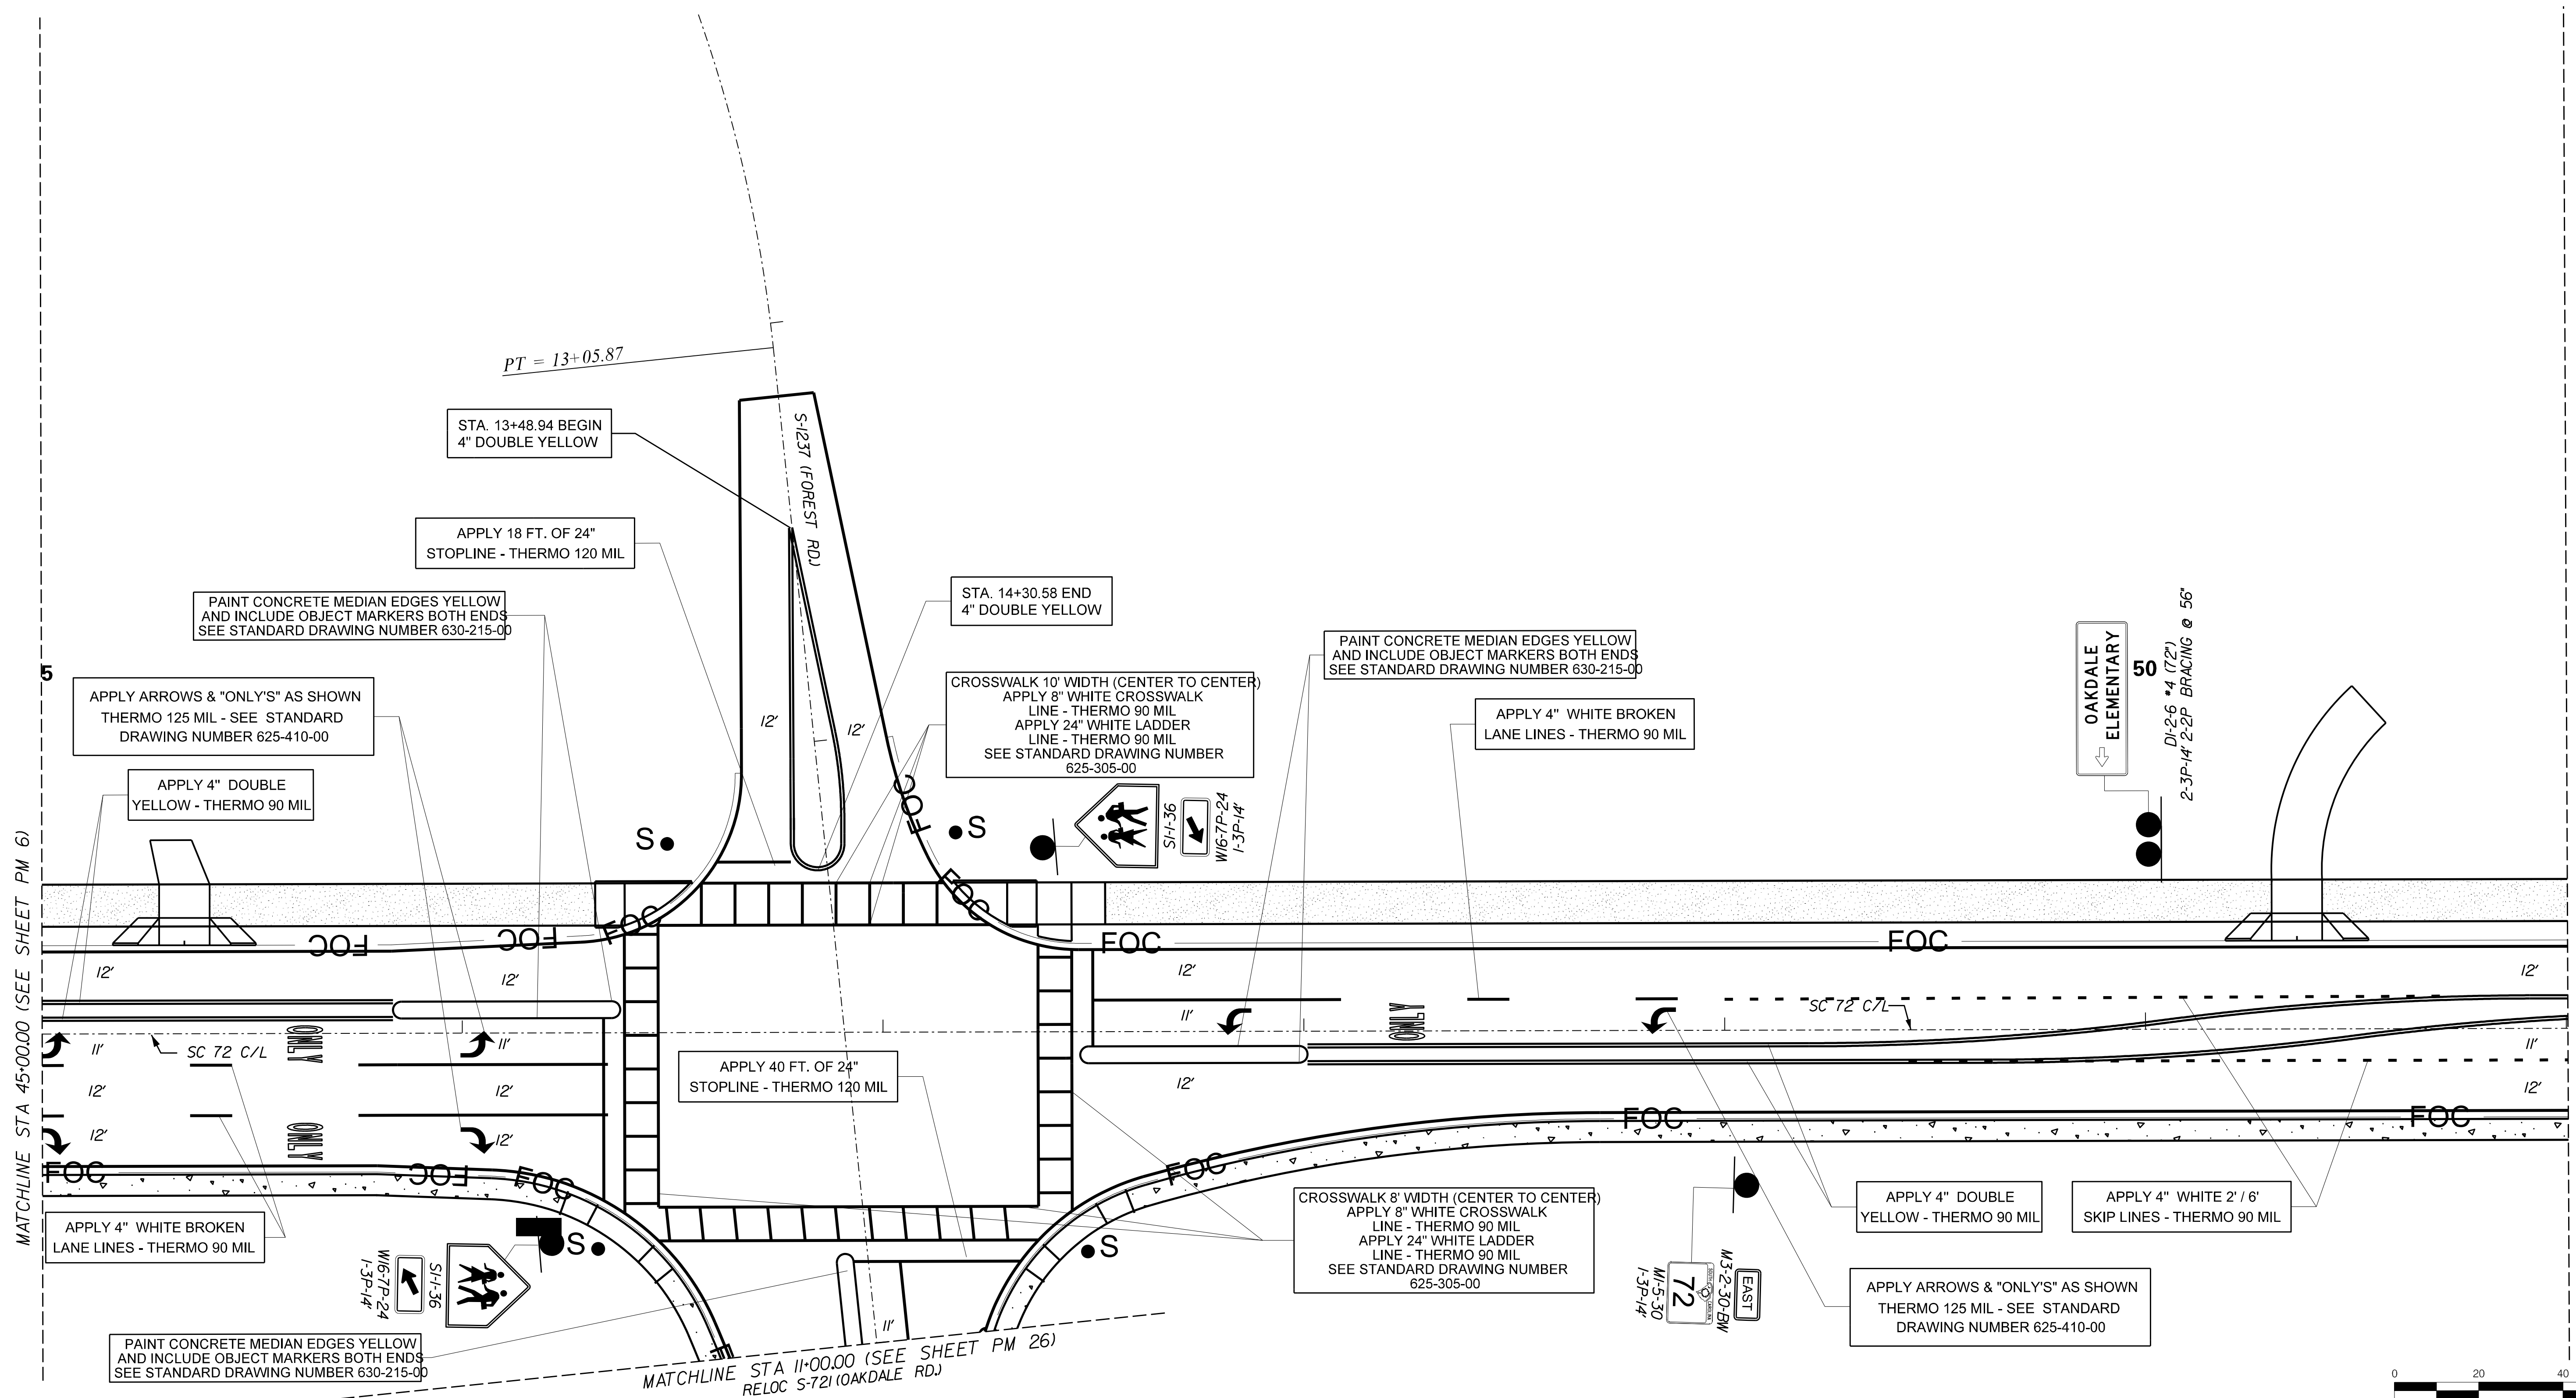 PT = 13+05.87
STA. 13+48.94 BEGIN
4" DOUBLE YELLOW
S-1237 (FOREST RD.)
APPLY 18 FT. OF 24"
STOPLINE - THERMO 120 MIL
PAINT CONCRETE MEDIAN EDGES YELLOW
AND INCLUDE OBJECT MARKERS BOTH ENDS
SEE STANDARD DRAWING NUMBER 630-215-00
STA. 14+30.58 END
4" DOUBLE YELLOW
5
APPLY ARROWS & "ONLY'S" AS SHOWN
THERMO 125 MIL - SEE STANDARD
DRAWING NUMBER 625-410-00
APPLY 4" DOUBLE
YELLOW - THERMO 90 MIL
12'
12'
CROSSWALK 10' WIDTH (CENTER TO CENTER)
APPLY 8" WHITE CROSSWALK
LINE - THERMO 90 MIL
APPLY 24" WHITE LADDER
LINE - THERMO 90 MIL
SEE STANDARD DRAWING NUMBER
625-305-00
PAINT CONCRETE MEDIAN EDGES YELLOW
AND INCLUDE OBJECT MARKERS BOTH ENDS
SEE STANDARD DRAWING NUMBER 630-215-00
APPLY 4" WHITE BROKEN
LANE LINES - THERMO 90 MIL
OAKDALE
ELEMENTARY
50
D1-2-6 #4 (72")
2-3P-14' 2-2P BRACING @ 56"
S
S
S1-1-36
W16-7P-24
1-3P-14'
MATCHLINE STA 45+00.00 (SEE SHEET PM 6)
FOC
FOC
FOC
FOC
FOC
FOC
FOC
12'
12'
12'
12'
ONLY
11'
11'
11'
ONLY
SC 72 C/L
SC 72 C/L
11'
12'
12'
12'
12'
APPLY 40 FT. OF 24"
STOPLINE - THERMO 120 MIL
12'
12'
ONLY
FOC
FOC
FOC
FOC
FOC
FOC
APPLY 4" WHITE BROKEN
LANE LINES - THERMO 90 MIL
S
S
S1-1-36
W16-7P-24
1-3P-14'
CROSSWALK 8' WIDTH (CENTER TO CENTER)
APPLY 8" WHITE CROSSWALK
LINE - THERMO 90 MIL
APPLY 24" WHITE LADDER
LINE - THERMO 90 MIL
SEE STANDARD DRAWING NUMBER
625-305-00
APPLY 4" DOUBLE
YELLOW - THERMO 90 MIL
APPLY 4" WHITE 2' / 6'
SKIP LINES - THERMO 90 MIL
EAST
72
M3-2-30-BW
M1-5-30
1-3P-14'
APPLY ARROWS & "ONLY'S" AS SHOWN
THERMO 125 MIL - SEE STANDARD
DRAWING NUMBER 625-410-00
PAINT CONCRETE MEDIAN EDGES YELLOW
AND INCLUDE OBJECT MARKERS BOTH ENDS
SEE STANDARD DRAWING NUMBER 630-215-00
11'
MATCHLINE STA 11+00.00 (SEE SHEET PM 26)
RELOC S-721 (OAKDALE RD.)
0 20 40